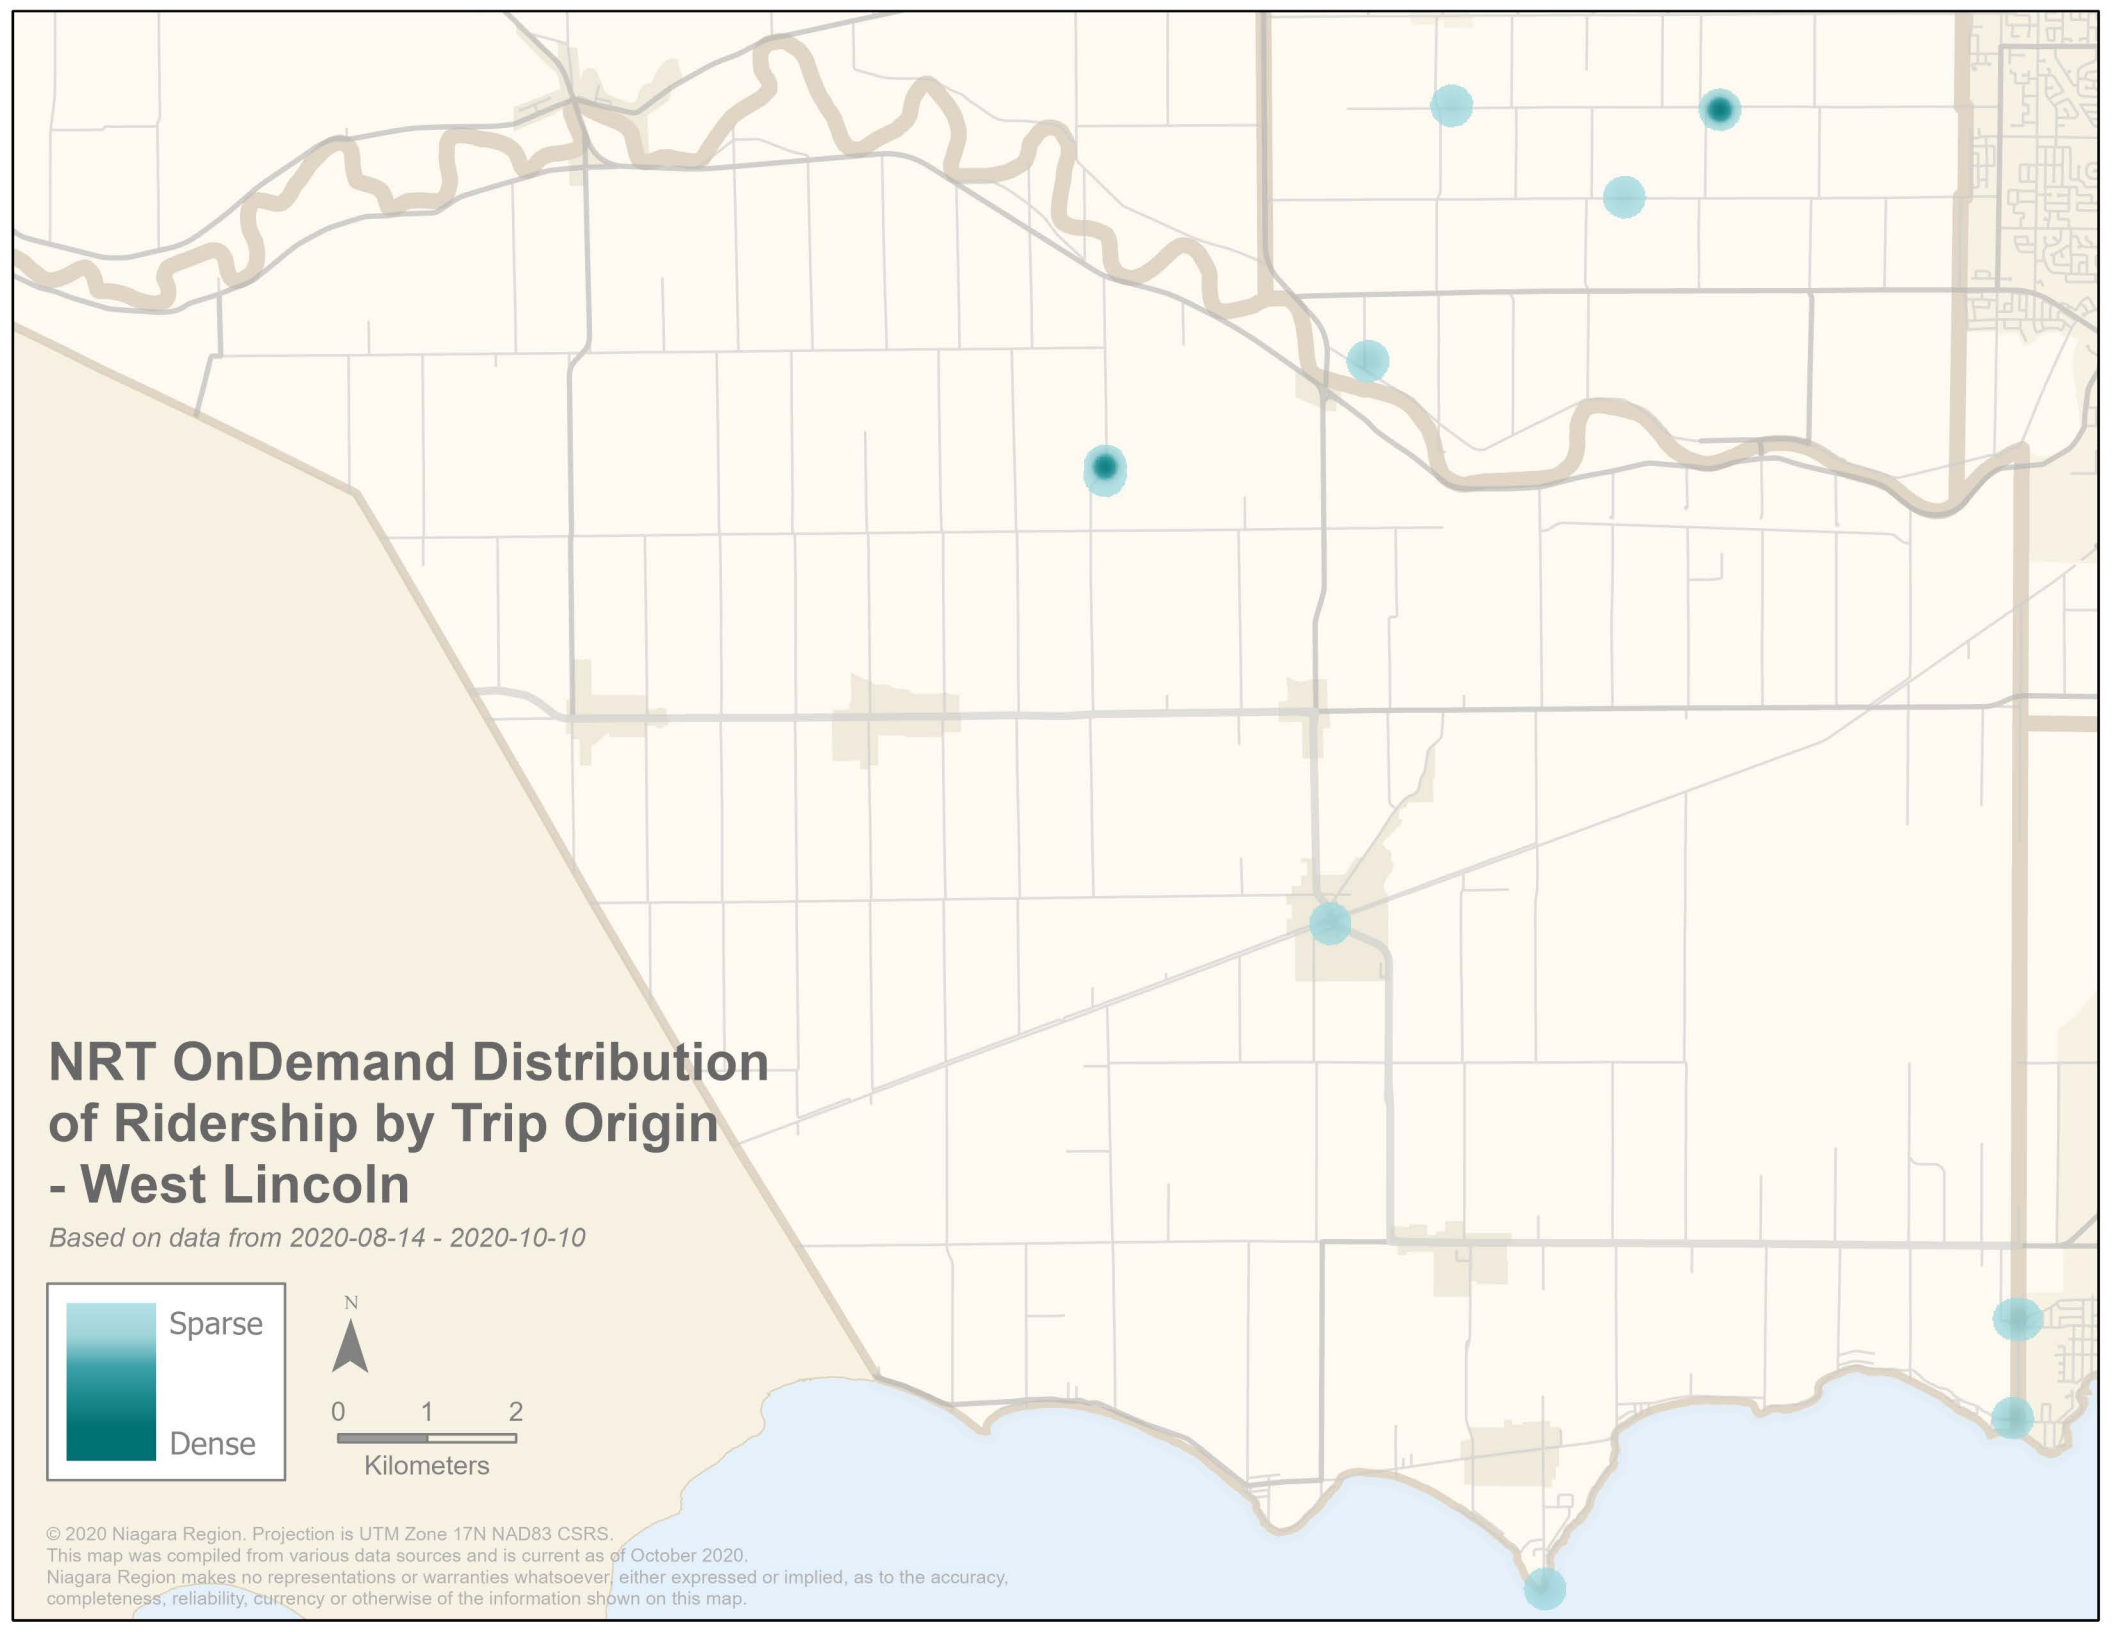 NRT OnDemand Distribution
of Ridership by Trip Origin
- West Lincoln
Based on data from 2020-08-14 - 2020-10-10
Sparse
Dense
N
0 1 2
Kilometers
© 2020 Niagara Region. Projection is UTM Zone 17N NAD83 CSRS.
This map was compiled from various data sources and is current as of October 2020.
Niagara Region makes no representations or warranties whatsoever, either expressed or implied, as to the accuracy,
completeness, reliability, currency or otherwise of the information shown on this map.